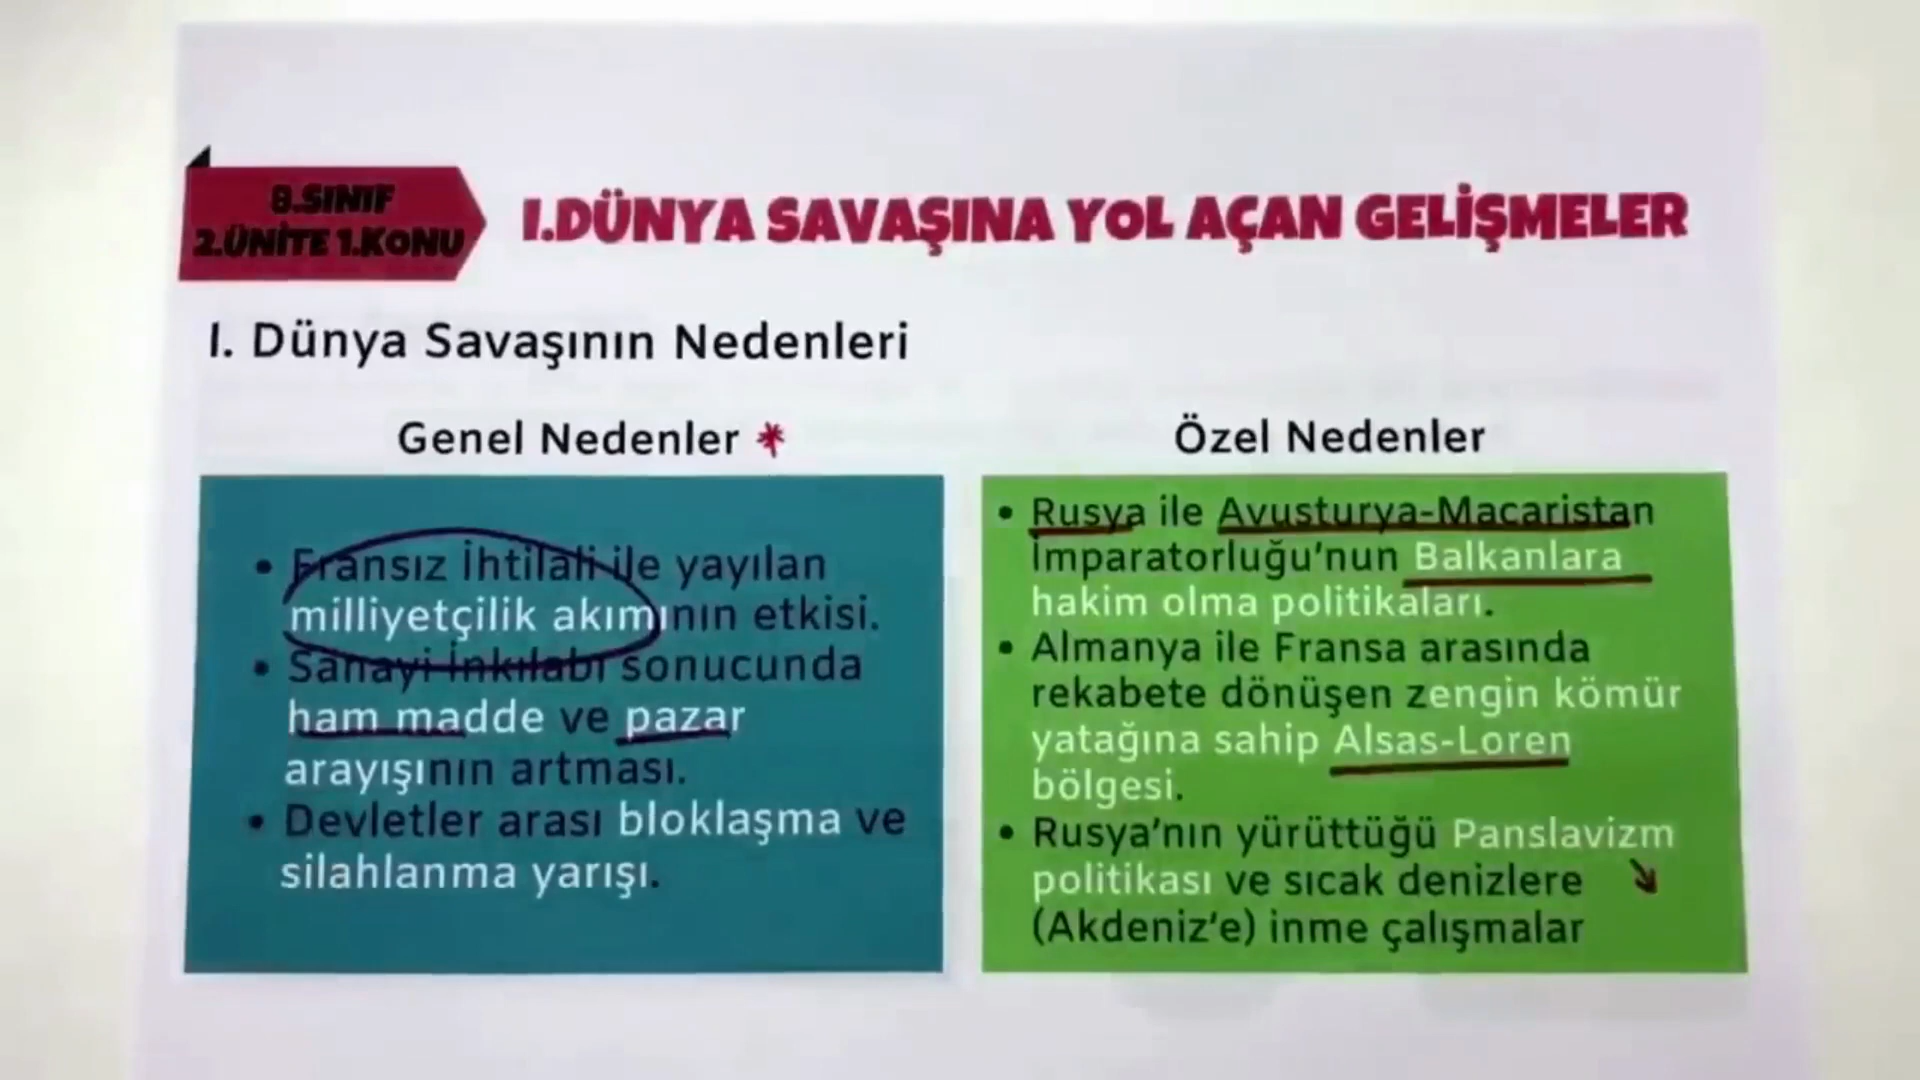 8.SINIF
2.ÜNİTE 1.KONU
I.DÜNYA SAVAŞINA YOL AÇAN GELİŞMELER
I. Dünya Savaşının Nedenleri
Genel Nedenler *
• Fransız İhtilali ile yayılan
milliyetçilik akımının etkisi.
• Sanayi İnkılabı sonucunda
ham madde ve pazar
arayışının artması.
• Devletler arası bloklaşma ve
silahlanma yarışı.
Özel Nedenler
• Rusya ile Avusturya-Macaristan
İmparatorluğu'nun Balkanlara
hakim olma politikaları.
• Almanya ile Fransa arasında
rekabete dönüşen zengin kömür
yatağına sahip Alsas-Loren
bölgesi.
• Rusya'nın yürüttüğü Panslavizm
politikası ve sıcak denizlere
(Akdeniz'e) inme çalışmalar